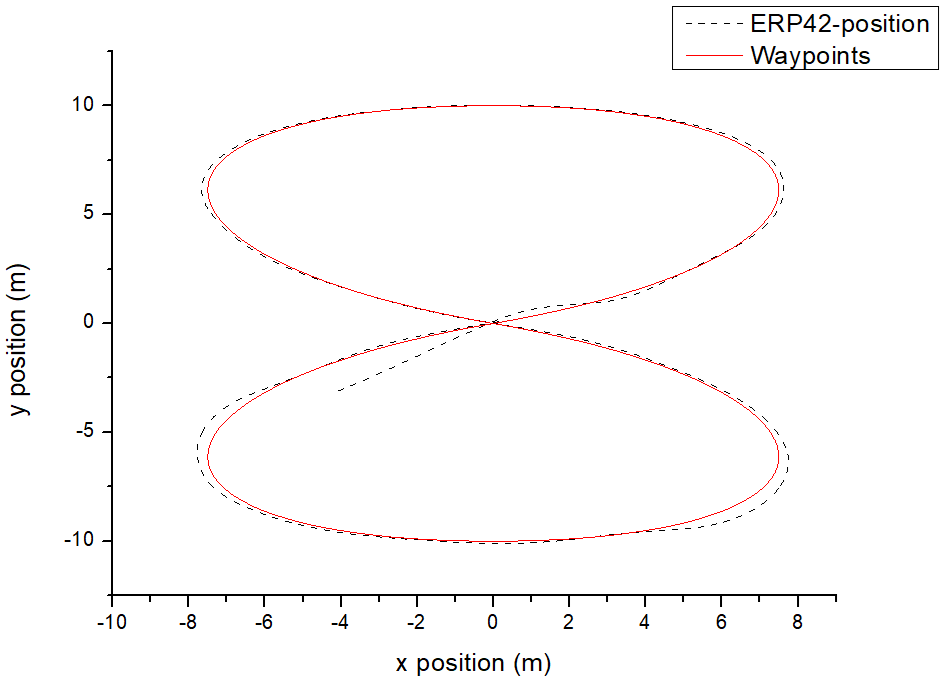 ERP42-position
Waypoints
10
5
0
-5
-10
y position (m)
-10 -8 -6 -4 -2 0 2 4 6 8
x position (m)